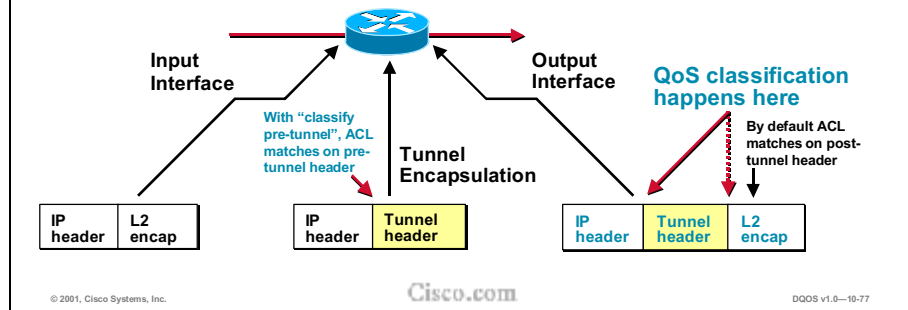 Input
Interface
Output
Interface
QoS classification
happens here
With “classify
pre-tunnel”, ACL
matches on pre-
tunnel header
By default ACL
matches on post-
tunnel header
Tunnel
Encapsulation
IP
header
L2
encap
IP
header
Tunnel
header
IP
header
Tunnel
header
L2
encap
© 2001, Cisco Systems, Inc.
Cisco.com
DQOS v1.0—10-77